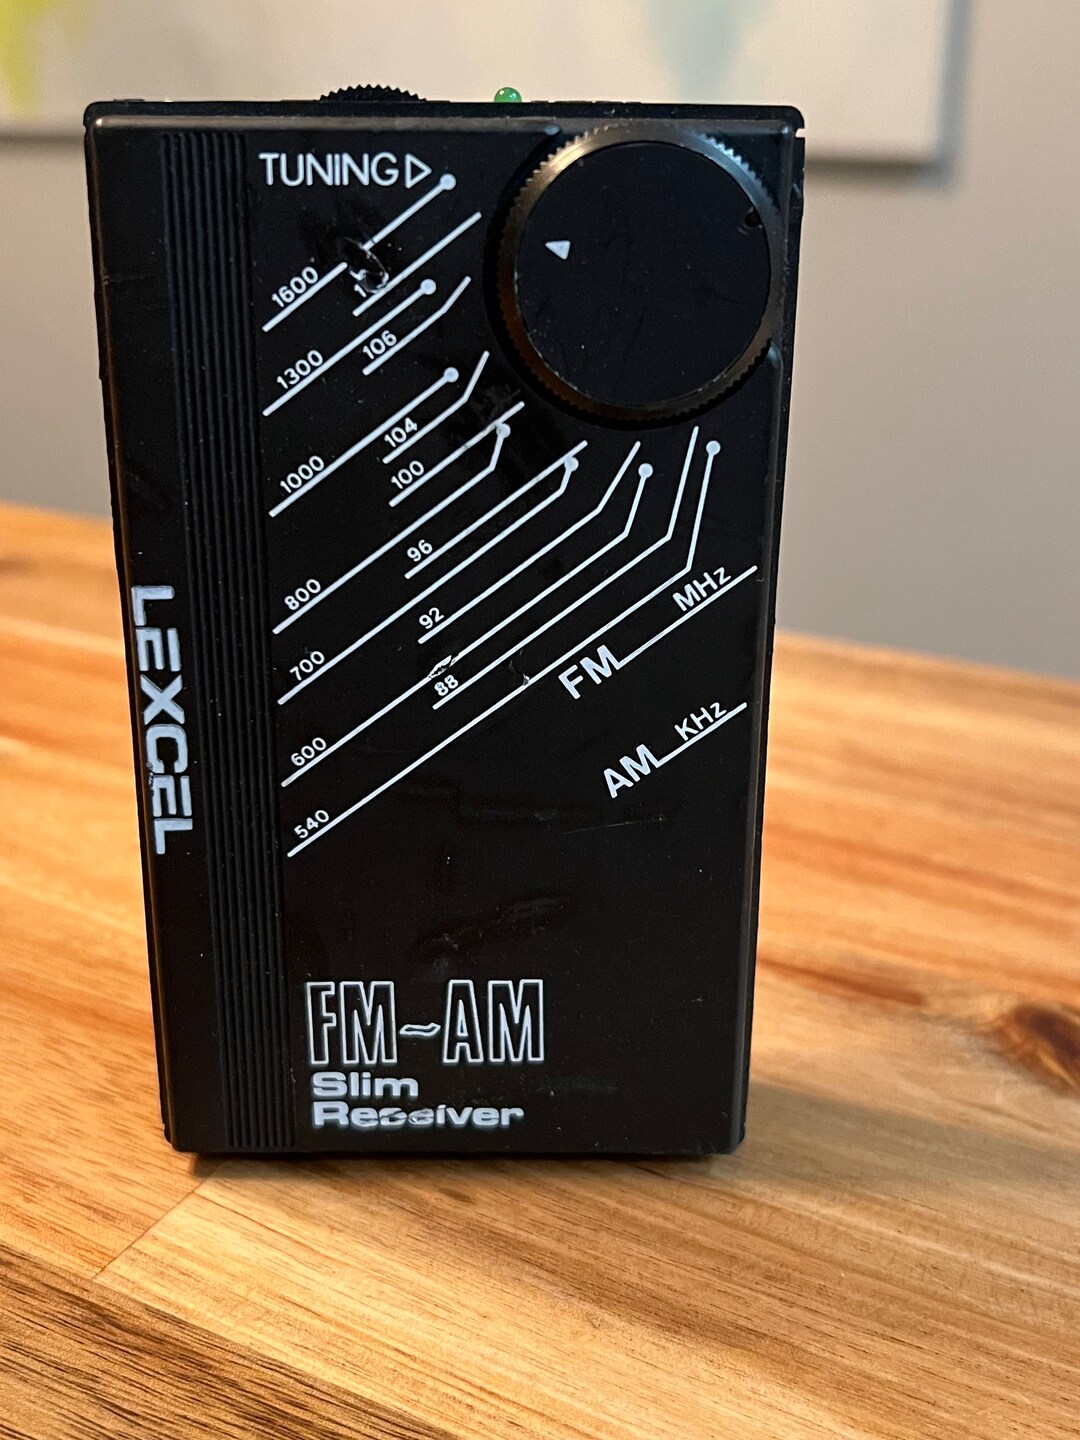 TUNING
1600
1300
106
1000
104
100
800
96
700
92
600
88
540
FM MHz
AM KHz
LEXCEL
FM-AM
Slim
Receiver